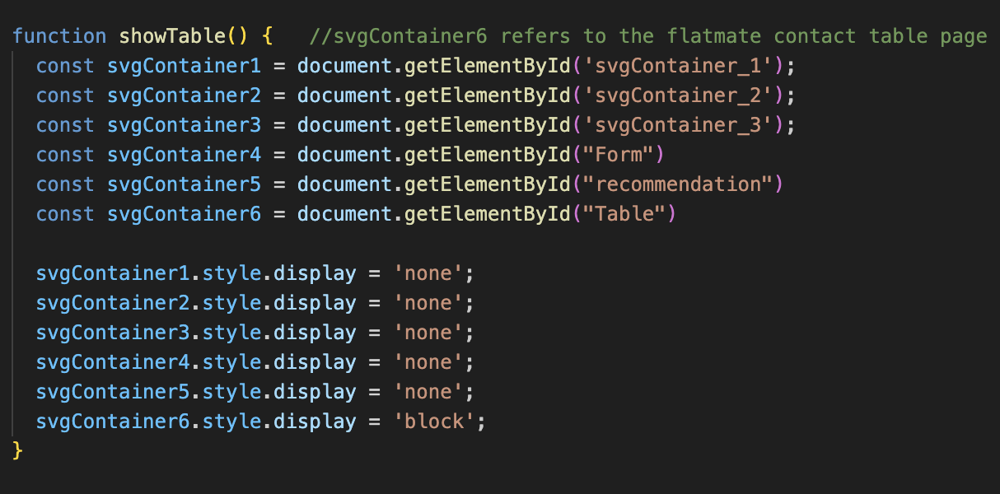 function showTable() {   //svgContainer6 refers to the flatmate contact table page
  const svgContainer1 = document.getElementById('svgContainer_1');
  const svgContainer2 = document.getElementById('svgContainer_2');
  const svgContainer3 = document.getElementById('svgContainer_3');
  const svgContainer4 = document.getElementById("Form")
  const svgContainer5 = document.getElementById("recommendation")
  const svgContainer6 = document.getElementById("Table")

  svgContainer1.style.display = 'none';
  svgContainer2.style.display = 'none';
  svgContainer3.style.display = 'none';
  svgContainer4.style.display = 'none';
  svgContainer5.style.display = 'none';
  svgContainer6.style.display = 'block';
}